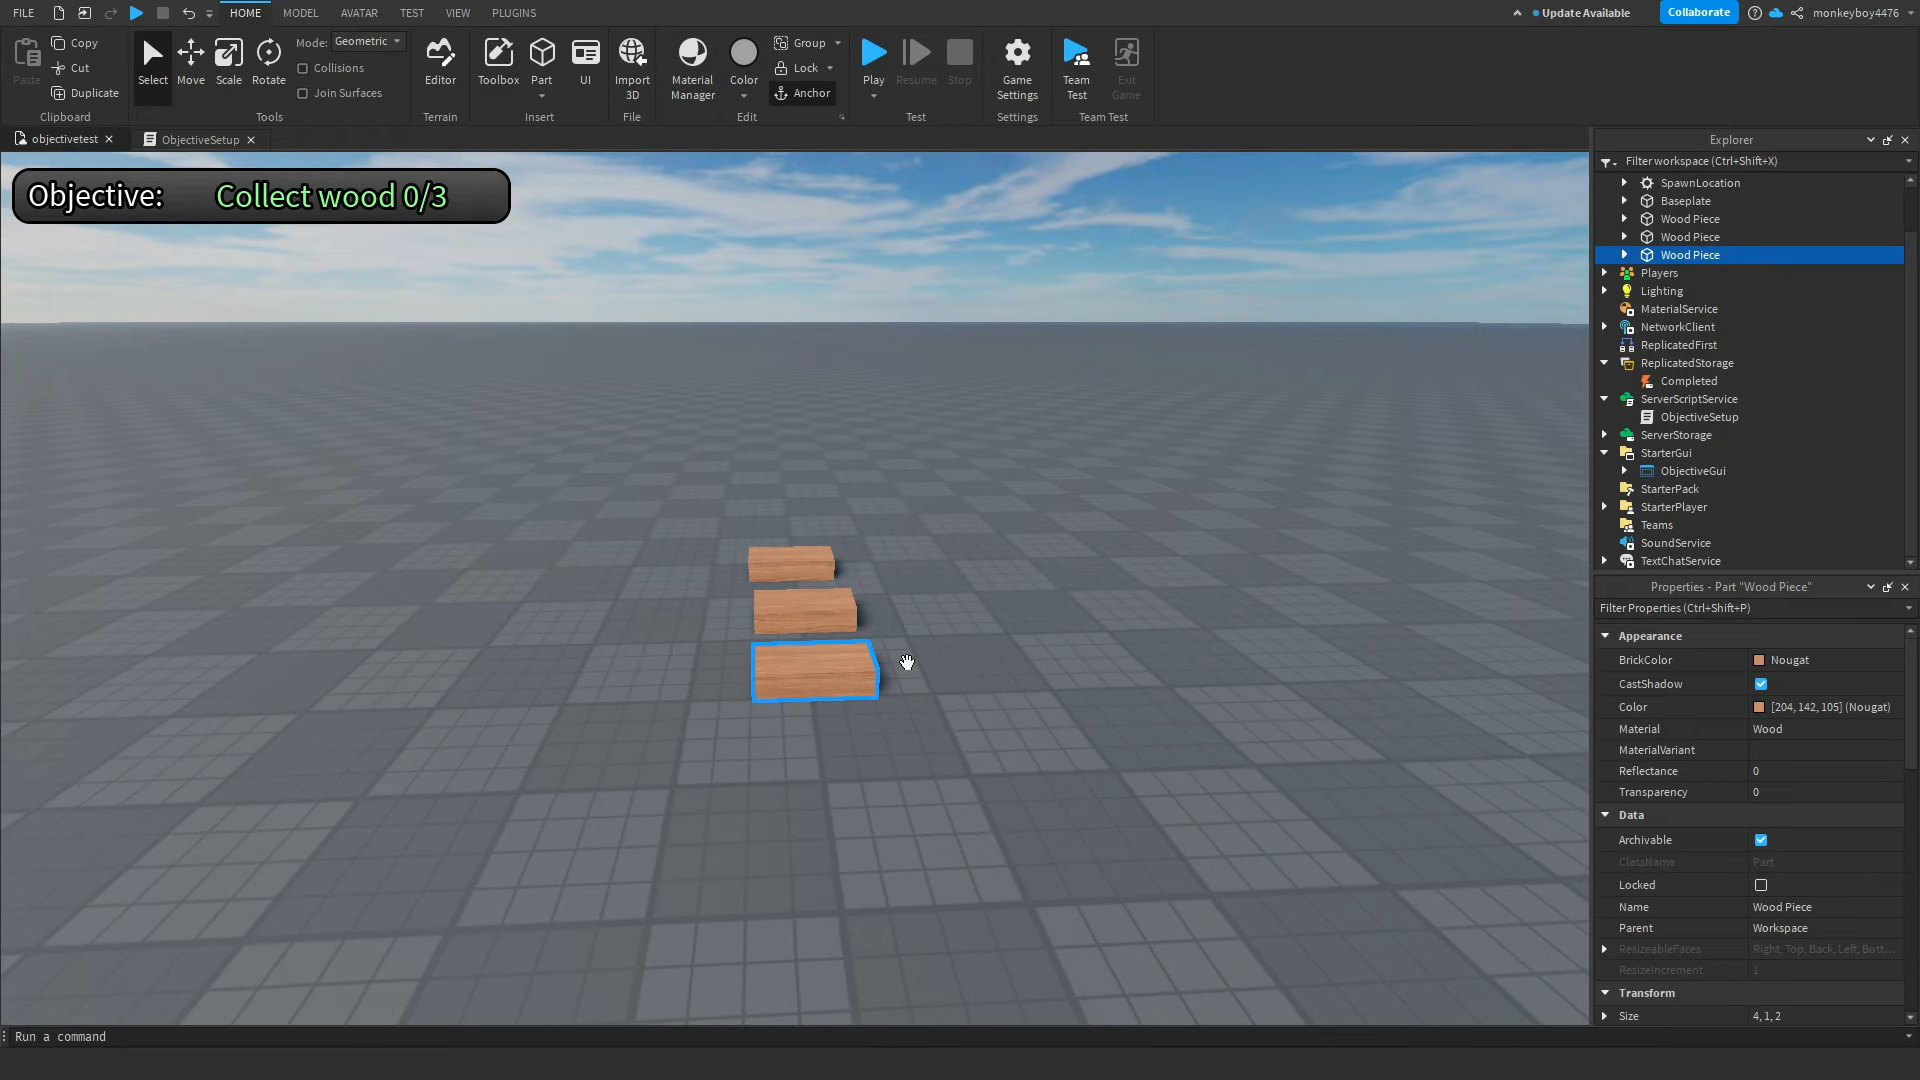 FILE HOME MODEL AVATAR TEST VIEW PLUGINS Update Available Collaborate monkeyboy4476
Paste Copy Cut Duplicate Clipboard
Select Move Scale Rotate Mode: Geometric Collisions Join Surfaces Tools
Editor Terrain
Toolbox Part UI Insert
Import 3D File
Material Manager Color Group Lock Anchor Edit
Play Resume Stop Test
Game Settings Settings
Team Test Exit Game Team Test
objectivetest ObjectiveSetup
Objective: Collect wood 0/3
Explorer
Filter workspace (Ctrl+Shift+X)
SpawnLocation
Baseplate
Wood Piece
Wood Piece
Wood Piece
Players
Lighting
MaterialService
NetworkClient
ReplicatedFirst
ReplicatedStorage
Completed
ServerScriptService
ObjectiveSetup
ServerStorage
StarterGui
ObjectiveGui
StarterPack
StarterPlayer
Teams
SoundService
TextChatService
Properties - Part "Wood Piece"
Filter Properties (Ctrl+Shift+P)
Appearance
BrickColor Nougat
CastShadow
Color [204, 142, 105] (Nougat)
Material Wood
MaterialVariant
Reflectance 0
Transparency 0
Data
Archivable
ClassName Part
Locked
Name Wood Piece
Parent Workspace
ResizeableFaces Right, Top, Back, Left, Bott...
ResizeIncrement 1
Transform
Size 4, 1, 2
Run a command